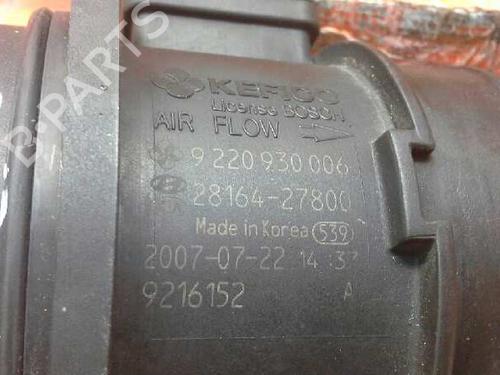 KEFICO
License BOSCH
AIR FLOW
9 220 930 006
28164-27800
Made in Korea 539
2007-07-22 14:37
9216152 A
B-PARTS